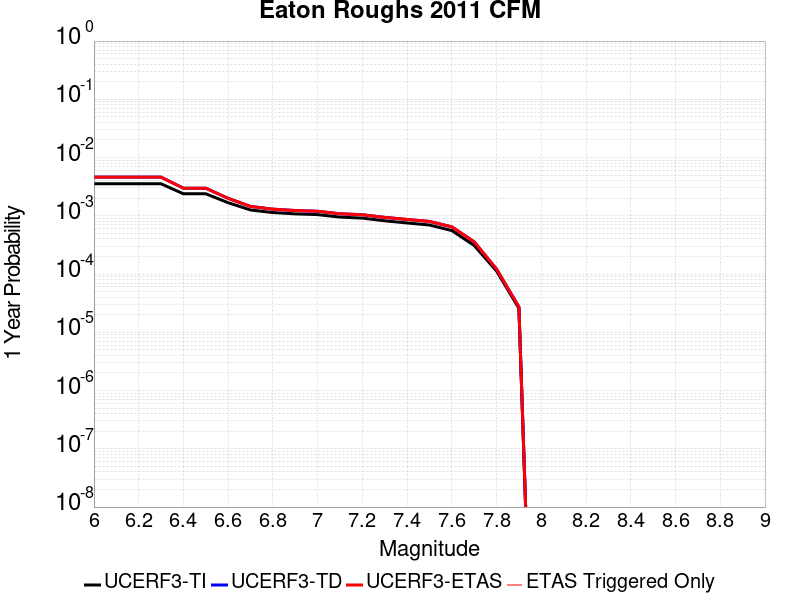 Eaton Roughs 2011 CFM
10^0
10^-1
10^-2
10^-3
10^-4
10^-5
10^-6
10^-7
10^-8
1 Year Probability
6 6.2 6.4 6.6 6.8 7 7.2 7.4 7.6 7.8 8 8.2 8.4 8.6 8.8 9
Magnitude
UCERF3-TI UCERF3-TD UCERF3-ETAS ETAS Triggered Only